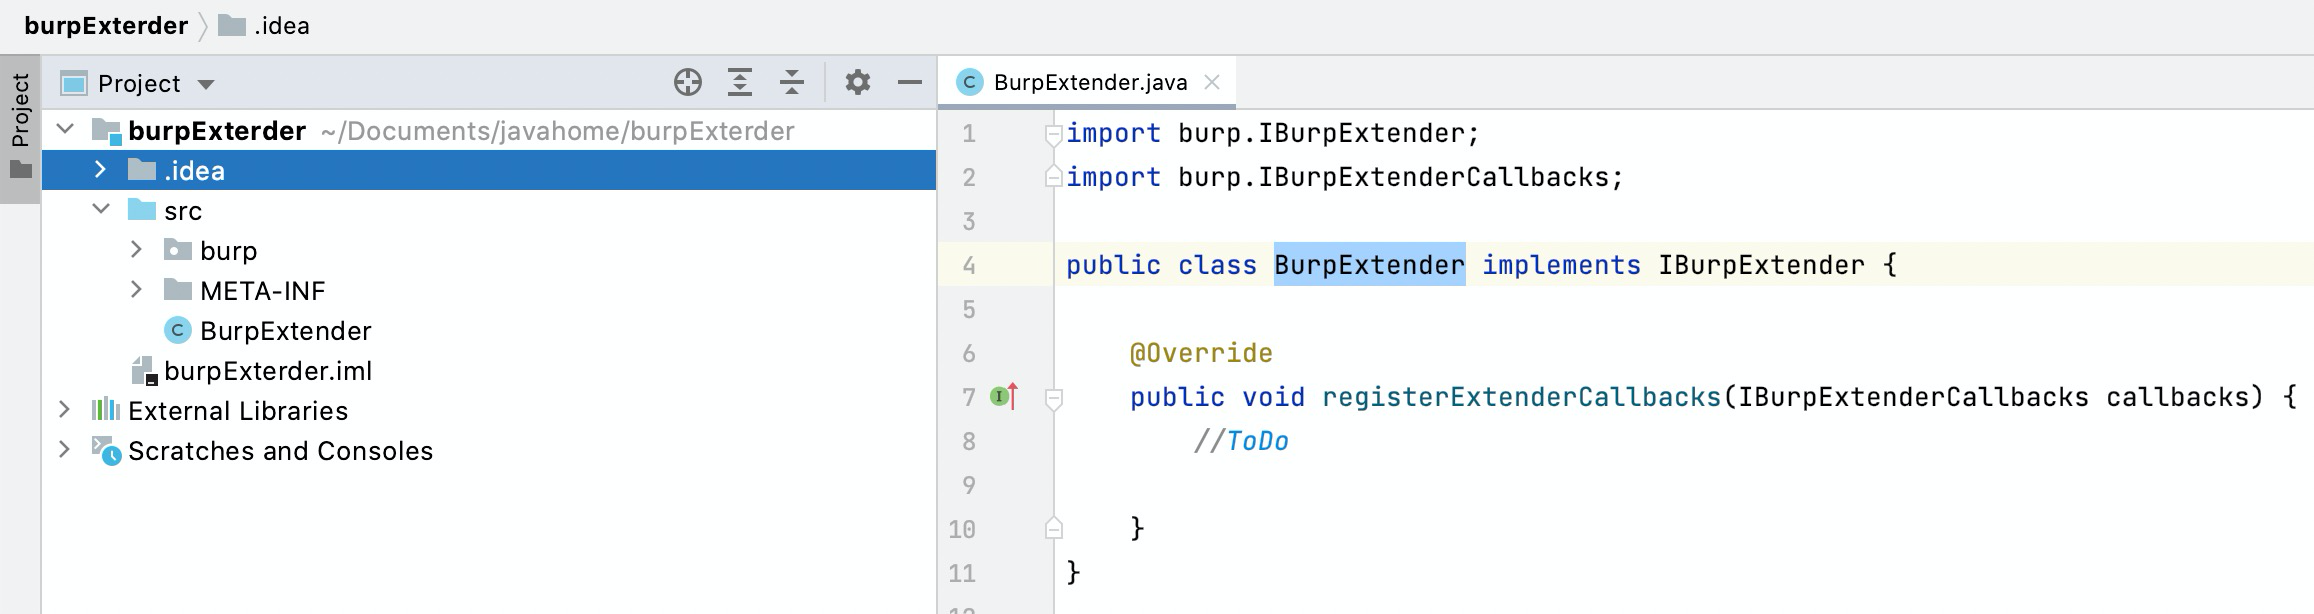 burpExterder .idea
Project
Project
burpExterder ~/Documents/javahome/burpExterder
.idea
src
burp
META-INF
C BurpExtender
burpExterder.iml
External Libraries
Scratches and Consoles
C BurpExtender.java
1 import burp.IBurpExtender;
2 import burp.IBurpExtenderCallbacks;
3
4 public class BurpExtender implements IBurpExtender {
5
6 @Override
7 I public void registerExtenderCallbacks(IBurpExtenderCallbacks callbacks) {
8 //ToDo
9
10 }
11 }